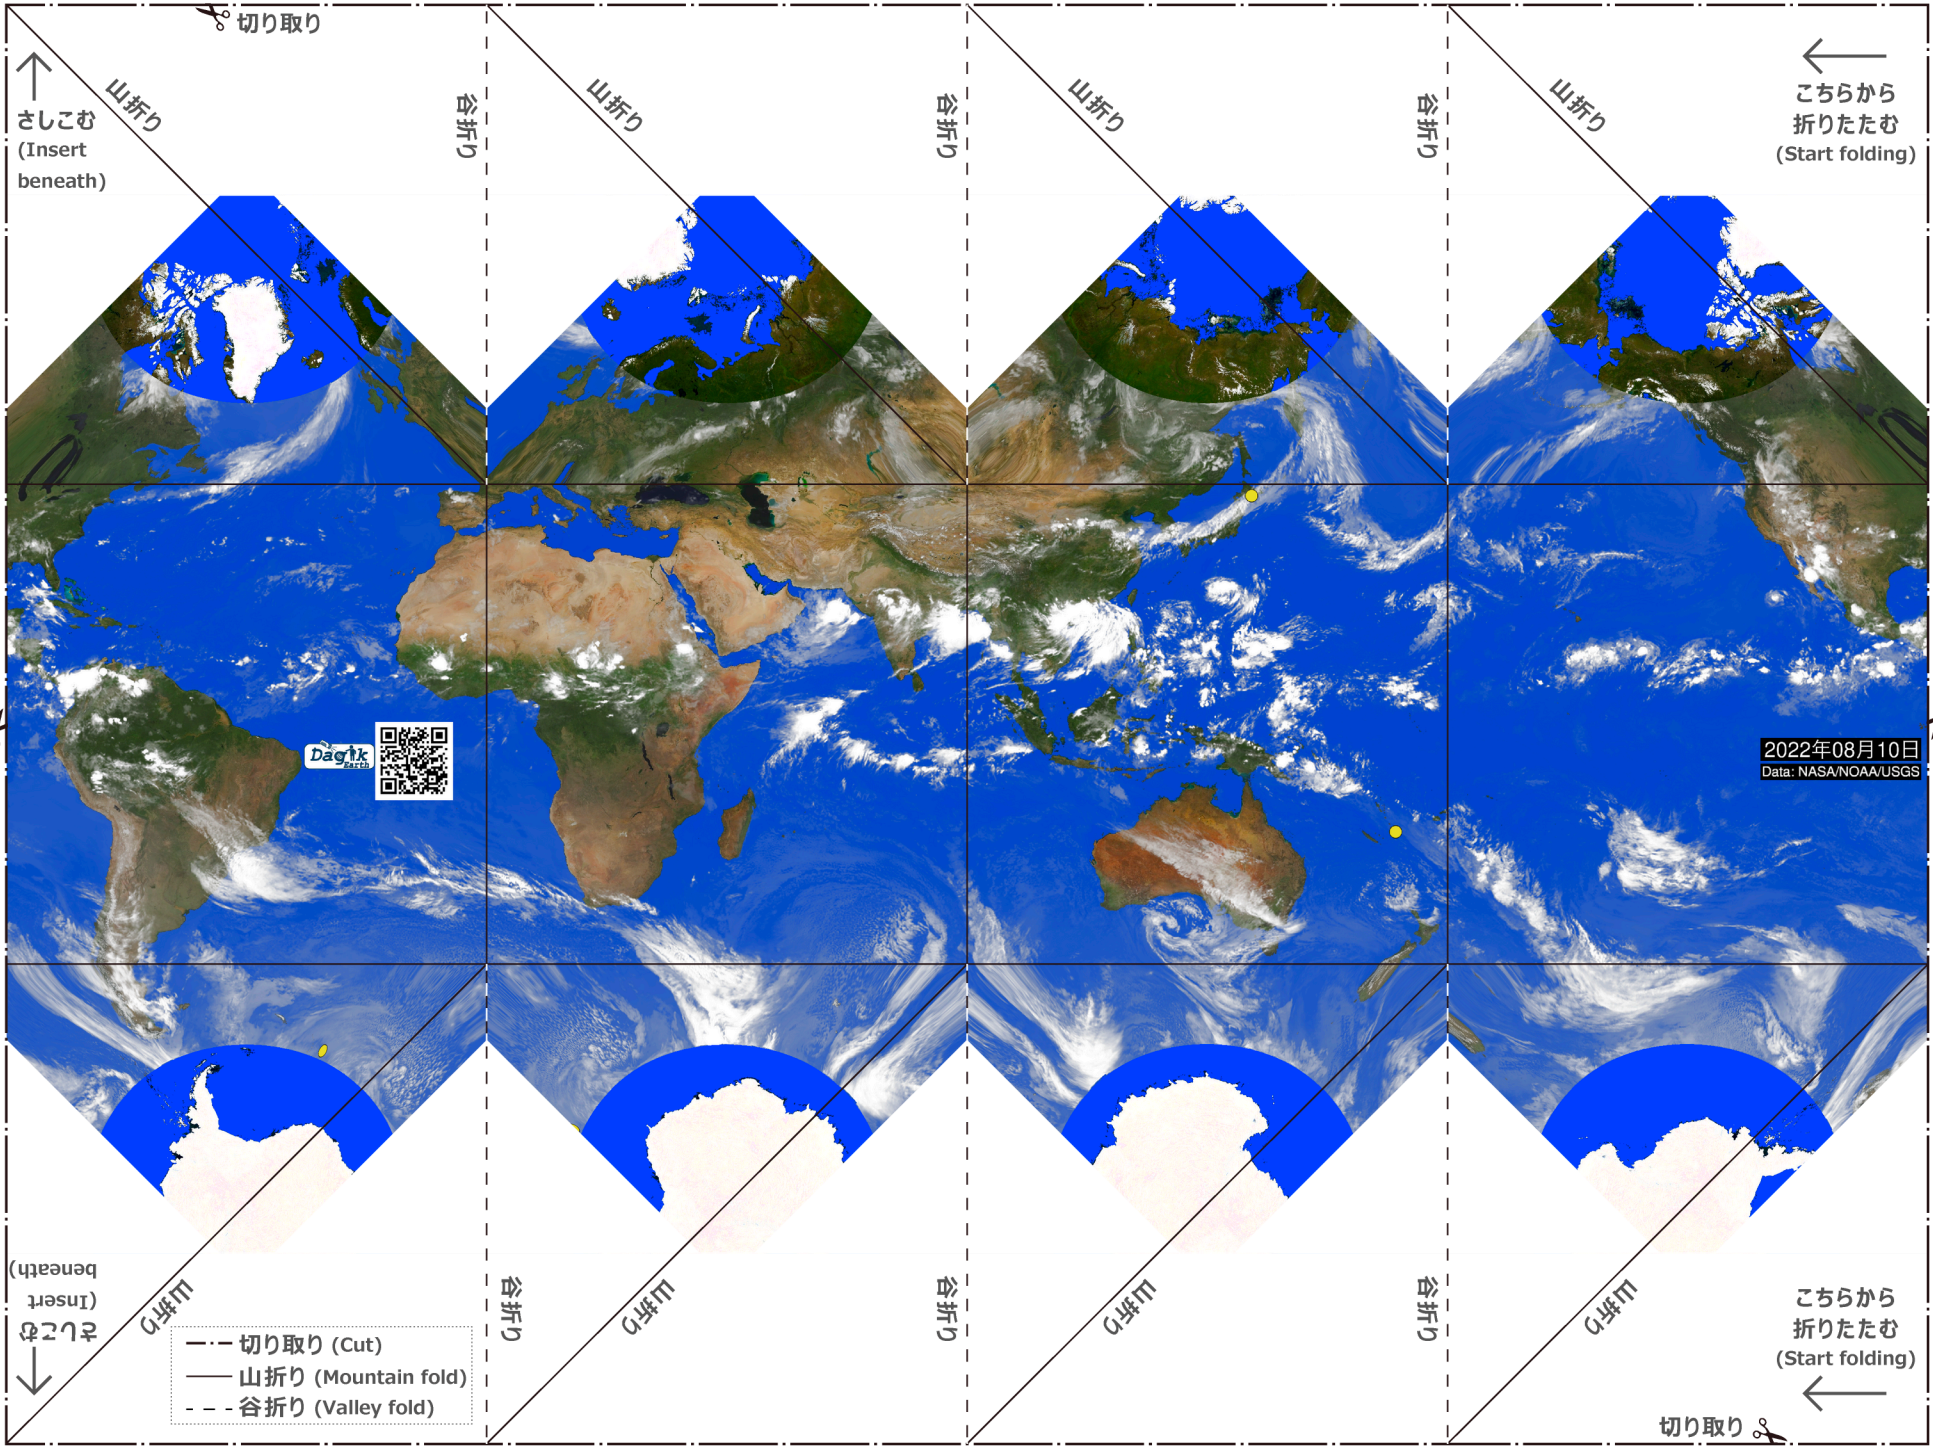 切り取り
山折り
谷折り
山折り
谷折り
山折り
谷折り
山折り
さしこむ
(Insert
beneath)
こちらから
折りたたむ
(Start folding)
Dagik
Earth
2022年08月10日
Data: NASA/NOAA/USGS
さしこむ
(Insert
beneath)
山折り
谷折り
山折り
谷折り
山折り
谷折り
山折り
こちらから
折りたたむ
(Start folding)
切り取り (Cut)
山折り (Mountain fold)
谷折り (Valley fold)
切り取り